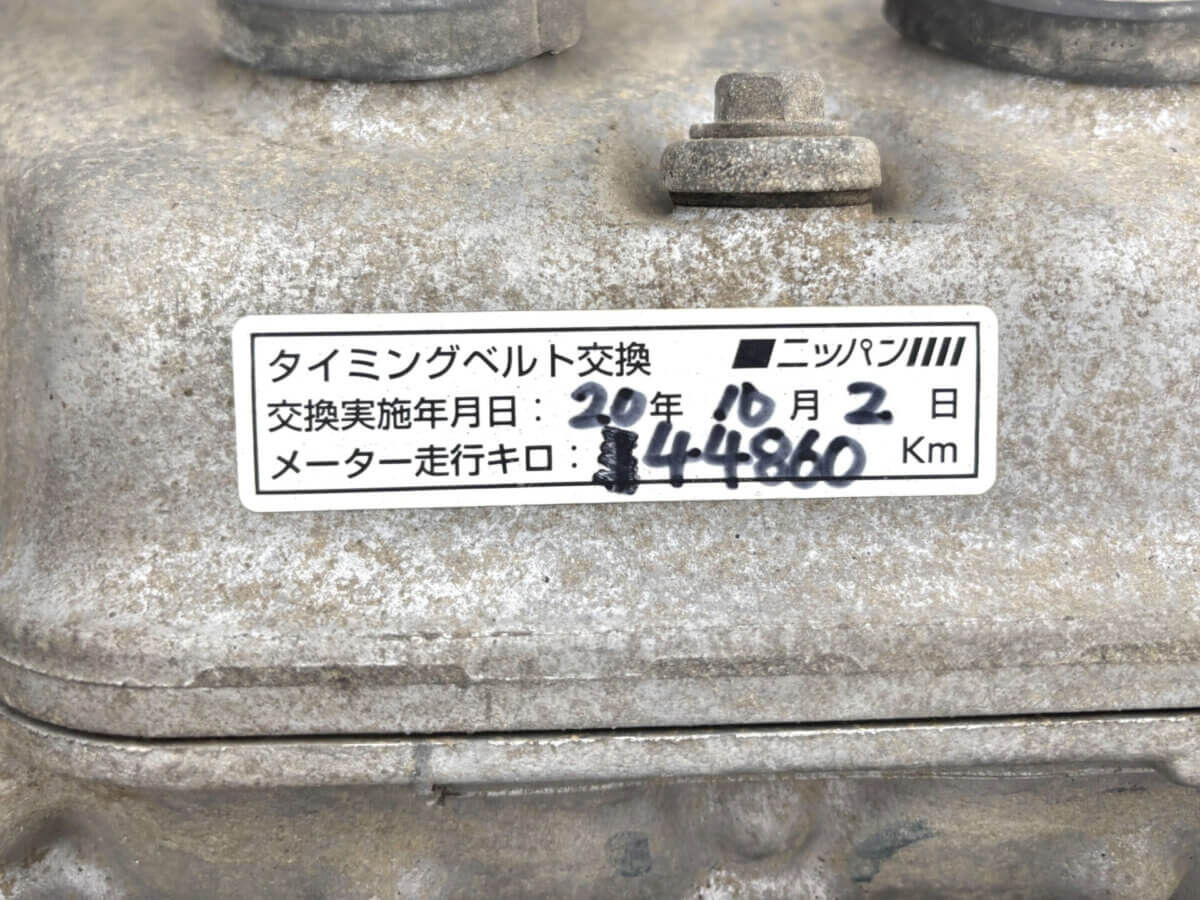 タイミングベルト交換 ニッパン
交換実施年月日: 20年 10月 2日
メーター走行キロ: 144860 Km